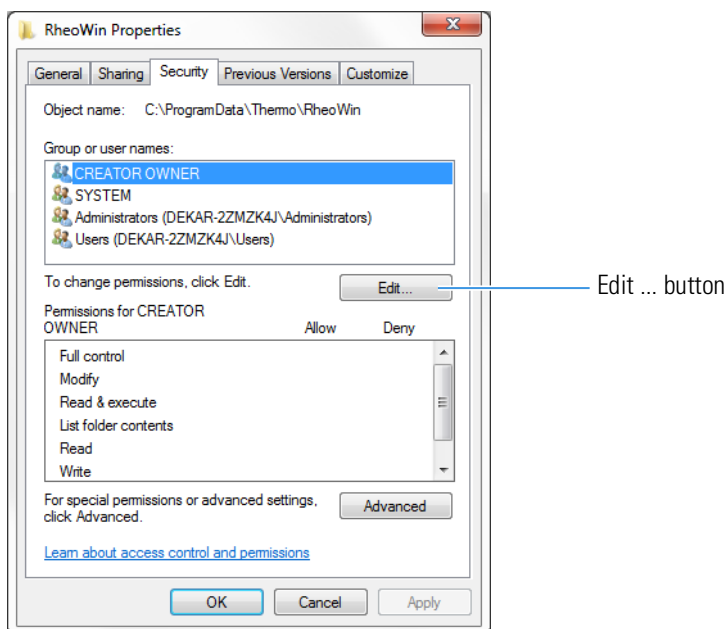 RheoWin Properties
General Sharing Security Previous Versions Customize
Object name: C:\ProgramData\Thermo\RheoWin
Group or user names:
CREATOR OWNER
SYSTEM
Administrators (DEKAR-2ZMZK4J\Administrators)
Users (DEKAR-2ZMZK4J\Users)
To change permissions, click Edit.
Edit...
Edit ... button
Permissions for CREATOR
OWNER Allow Deny
Full control
Modify
Read & execute
List folder contents
Read
Write
For special permissions or advanced settings,
click Advanced.
Advanced
Learn about access control and permissions
OK Cancel Apply